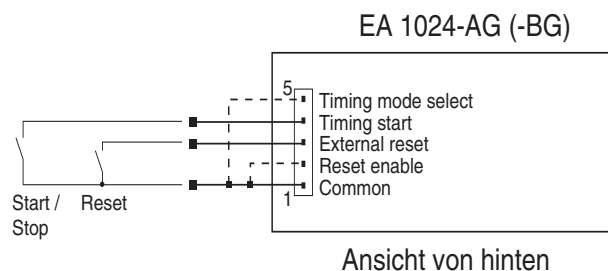 EA 1024-AG (-BG)
5
Timing mode select
Timing start
External reset
Reset enable
Common
1
Start / Reset
Stop
Ansicht von hinten